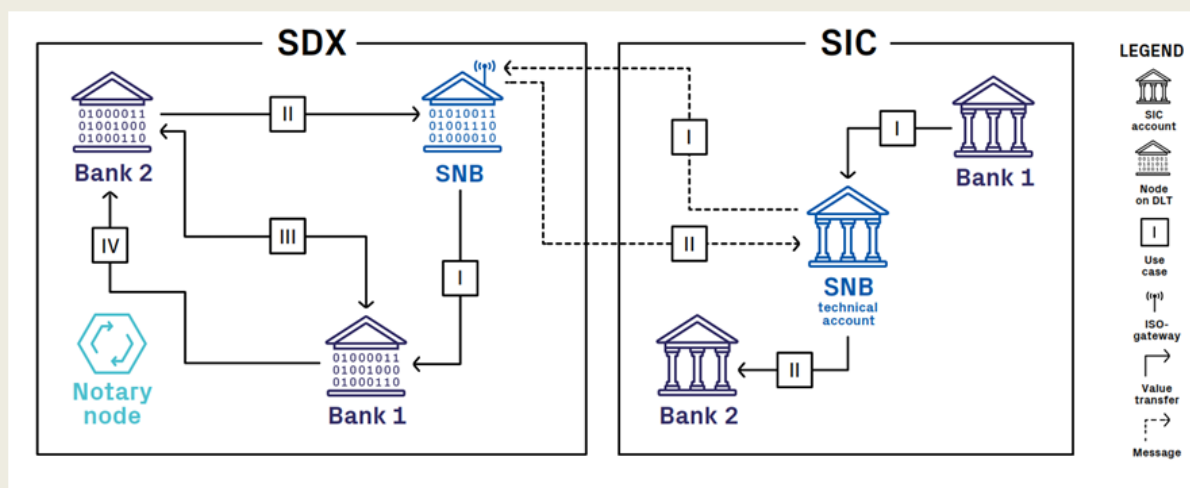 SDX
01000011
01001000
01000110
Bank 2
II
01010011
01001110
01000010
SNB
III
IV
I
Notary
node
01000011
01001000
01000110
Bank 1
SIC
I
II
I
Bank 1
SNB
technical
account
II
Bank 2
LEGEND
SIC
account
Node
on DLT
I
Use
case
ISO-
gateway
Value
transfer
Message